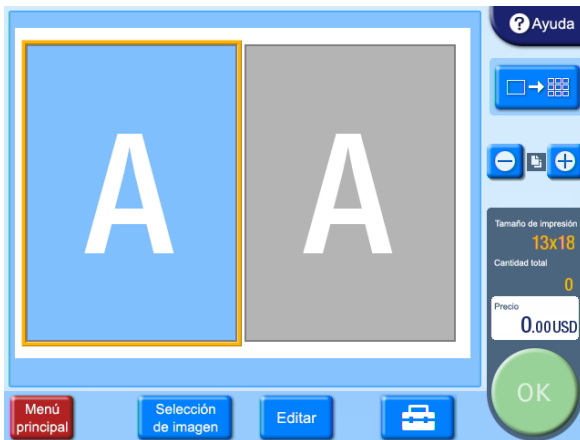 ? Ayuda
A A
Tamaño de impresión
13x18
Cantidad total
0
Precio
0.00USD
OK
Menú
principal
Selección
de imagen
Editar